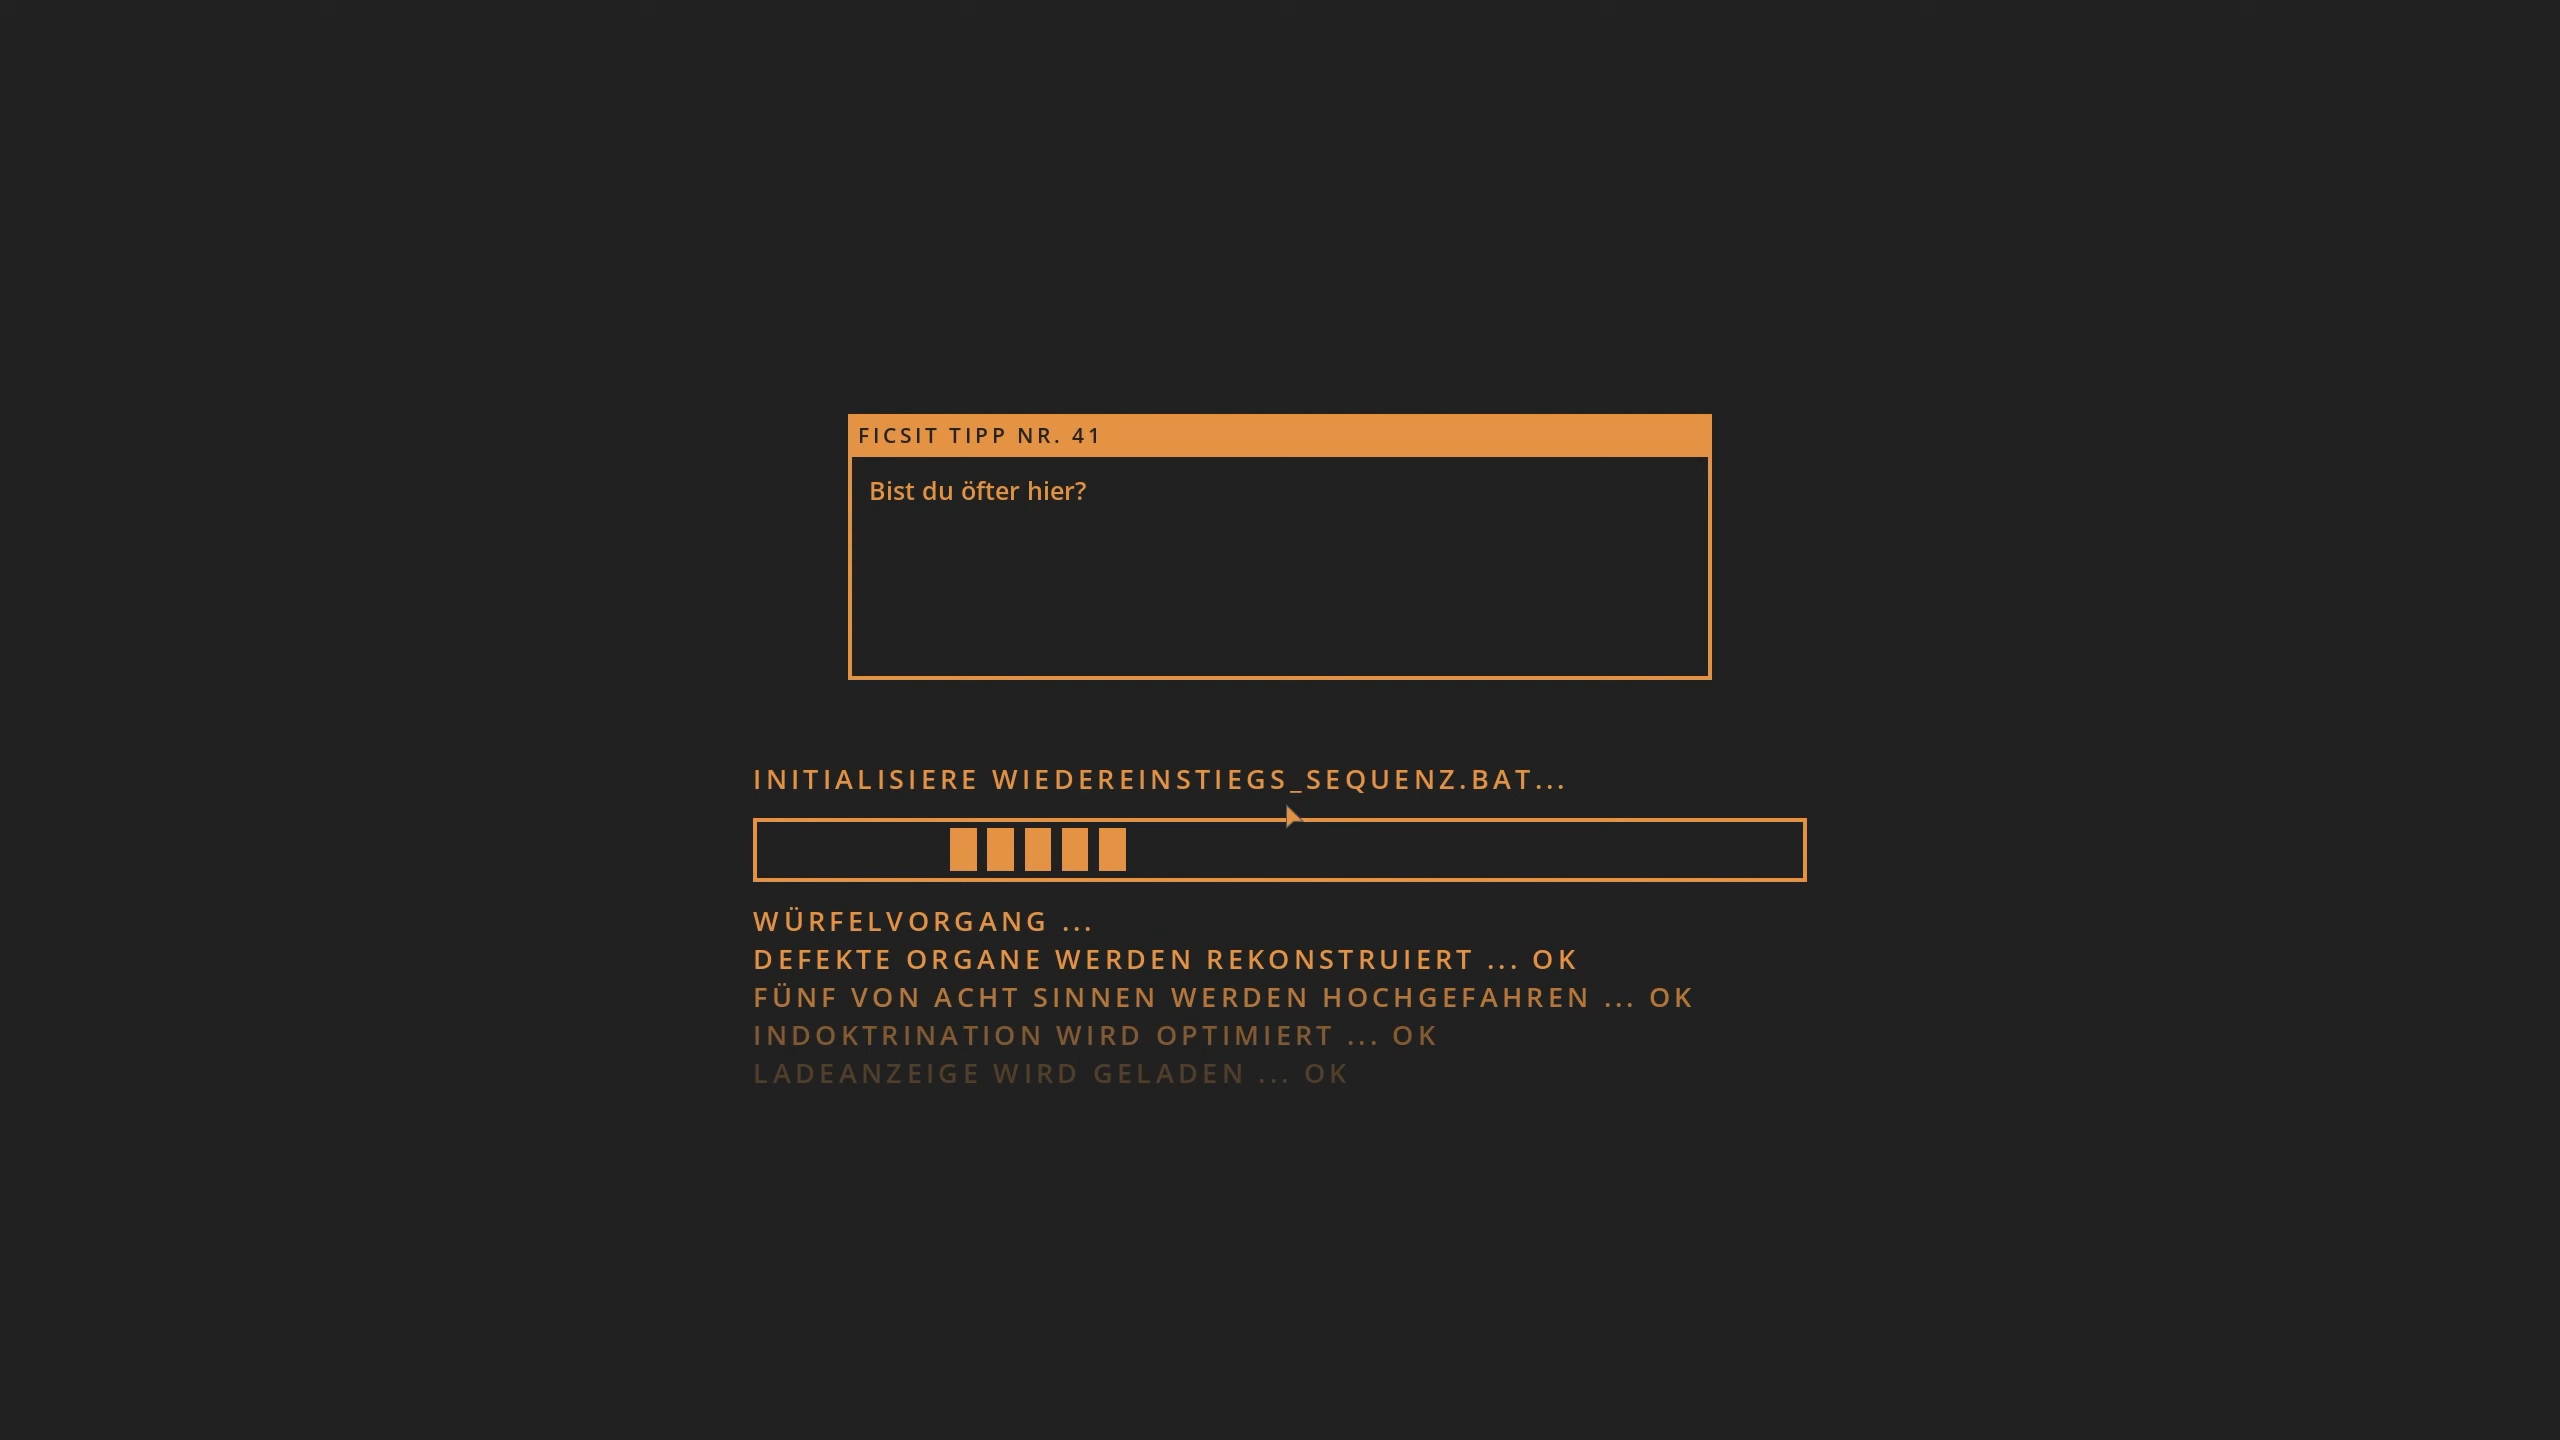 FICSIT TIPP NR. 41
Bist du öfter hier?
INITIALISIERE WIEDEREINSTIEGS_SEQUENZ.BAT...
WÜRFELVORGANG ...
DEFEKTE ORGANE WERDEN REKONSTRUIERT ... OK
FÜNF VON ACHT SINNEN WERDEN HOCHGEFAHREN ... OK
INDOKTRINATION WIRD OPTIMIERT ... OK
LADEANZEIGE WIRD GELADEN ... OK